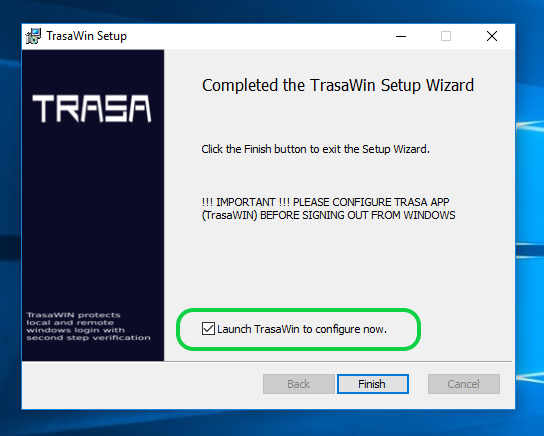 TrasaWin Setup
TRASA
Completed the TrasaWin Setup Wizard
Click the Finish button to exit the Setup Wizard.
!!! IMPORTANT !!! PLEASE CONFIGURE TRASA APP
(TrasaWIN) BEFORE SIGNING OUT FROM WINDOWS
TrasaWIN protects
local and remote
windows login with
second step verification
Launch TrasaWin to configure now.
Back
Finish
Cancel